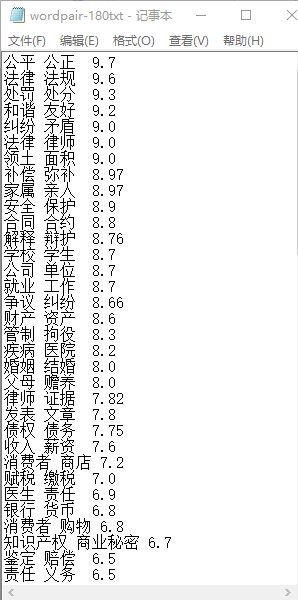 wordpair-180txt - 记事本
文件(F) 编辑(E) 格式(O) 查看(V) 帮助(H)
公平 公正 9.7
法律 法规 9.6
处罚 处分 9.3
和谐 友好 9.2
纠纷 矛盾 9.0
法律 律师 9.0
领土 面积 9.0
补偿 弥补 8.97
家属 亲人 8.97
安全 保护 8.9
合同 合约 8.8
解释 辩护 8.76
学校 学生 8.7
公司 单位 8.7
就业 工作 8.7
争议 纠纷 8.66
财产 资产 8.6
管制 拘役 8.3
疾病 医院 8.2
婚姻 结婚 8.0
父母 赡养 8.0
律师 证据 7.82
发表 文章 7.8
债权 债务 7.75
收入 薪资 7.6
消费者 商店 7.2
赋税 缴税 7.0
医生 责任 6.9
银行 货币 6.8
消费者 购物 6.8
知识产权 商业秘密 6.7
鉴定 赔偿 6.5
责任 义务 6.5